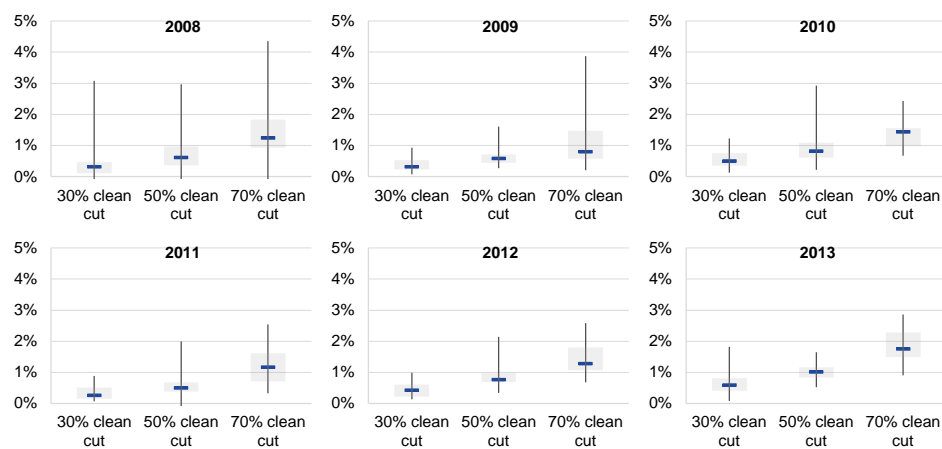 2008
5%
4%
3%
2%
1%
0%
30% clean cut
50% clean cut
70% clean cut
2009
5%
4%
3%
2%
1%
0%
30% clean cut
50% clean cut
70% clean cut
2010
5%
4%
3%
2%
1%
0%
30% clean cut
50% clean cut
70% clean cut
2011
5%
4%
3%
2%
1%
0%
30% clean cut
50% clean cut
70% clean cut
2012
5%
4%
3%
2%
1%
0%
30% clean cut
50% clean cut
70% clean cut
2013
5%
4%
3%
2%
1%
0%
30% clean cut
50% clean cut
70% clean cut